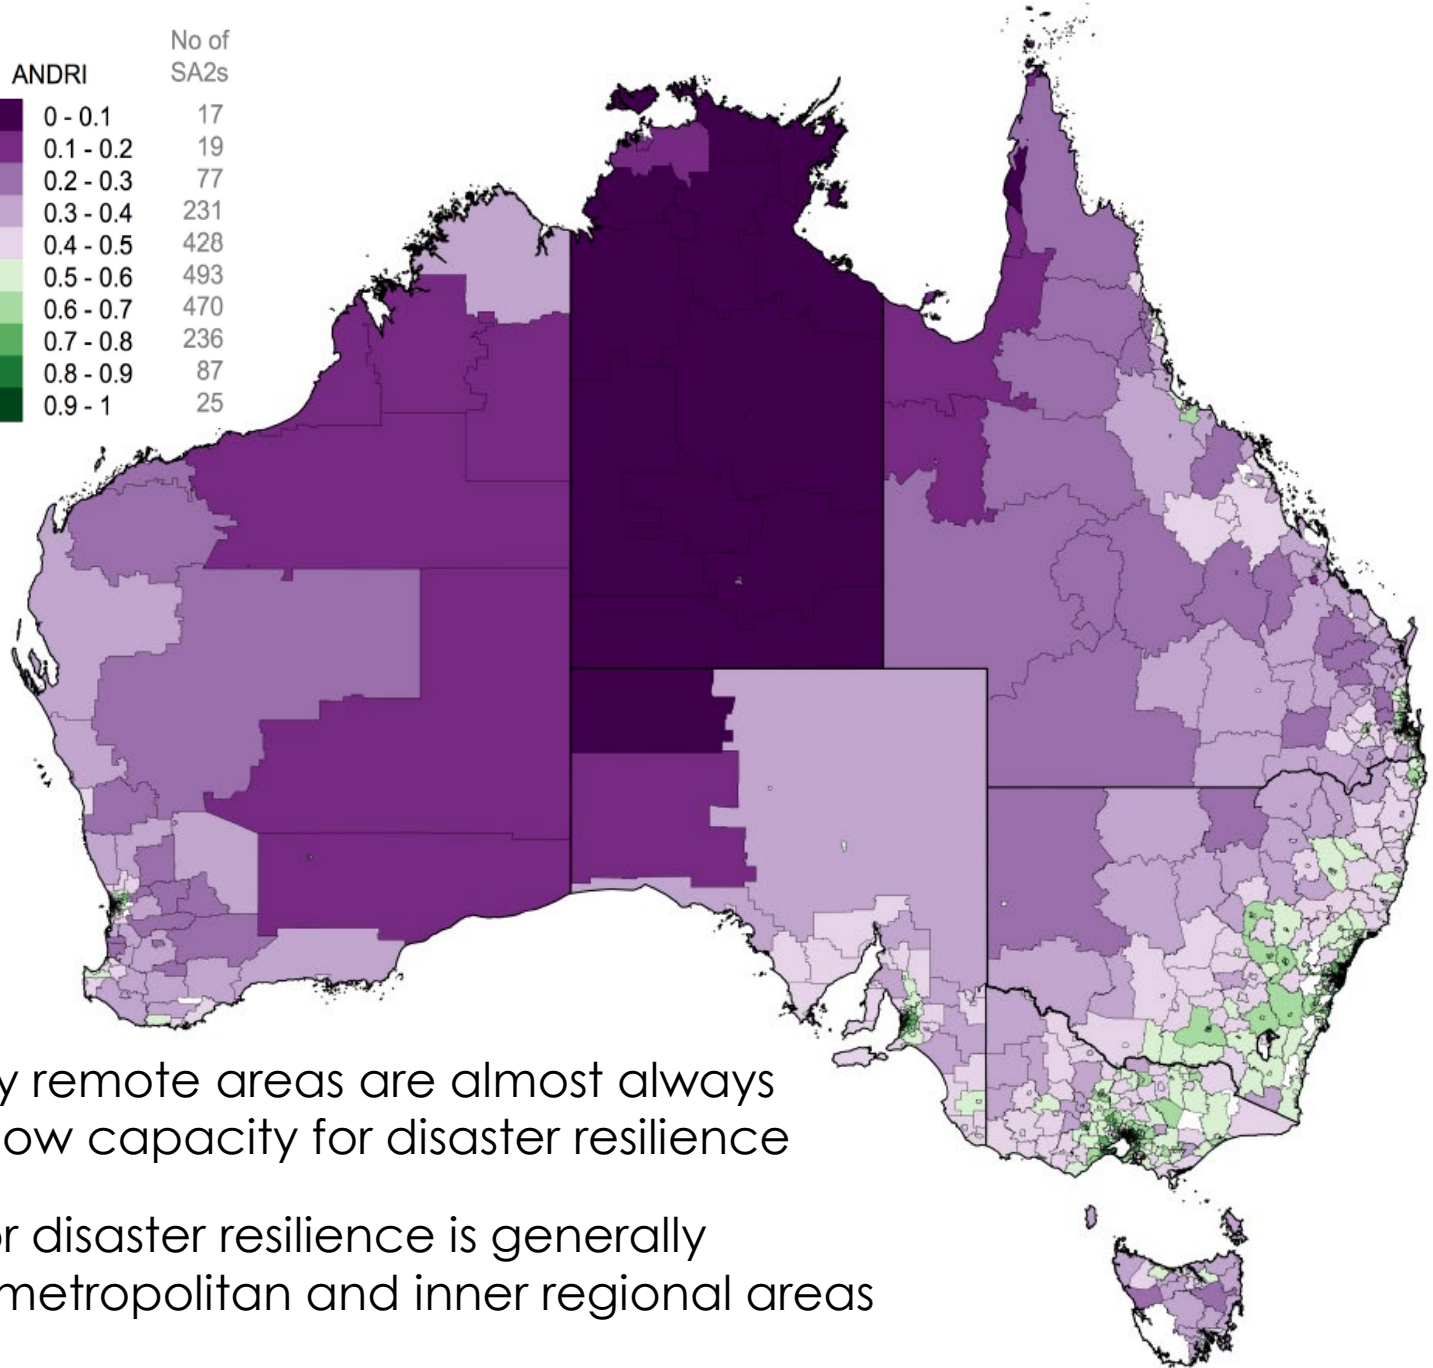 No of
ANDRI SA2s
0 - 0.1 17
0.1 - 0.2 19
0.2 - 0.3 77
0.3 - 0.4 231
0.4 - 0.5 428
0.5 - 0.6 493
0.6 - 0.7 470
0.7 - 0.8 236
0.8 - 0.9 87
0.9 - 1 25
y remote areas are almost always
ow capacity for disaster resilience
or disaster resilience is generally
metropolitan and inner regional areas